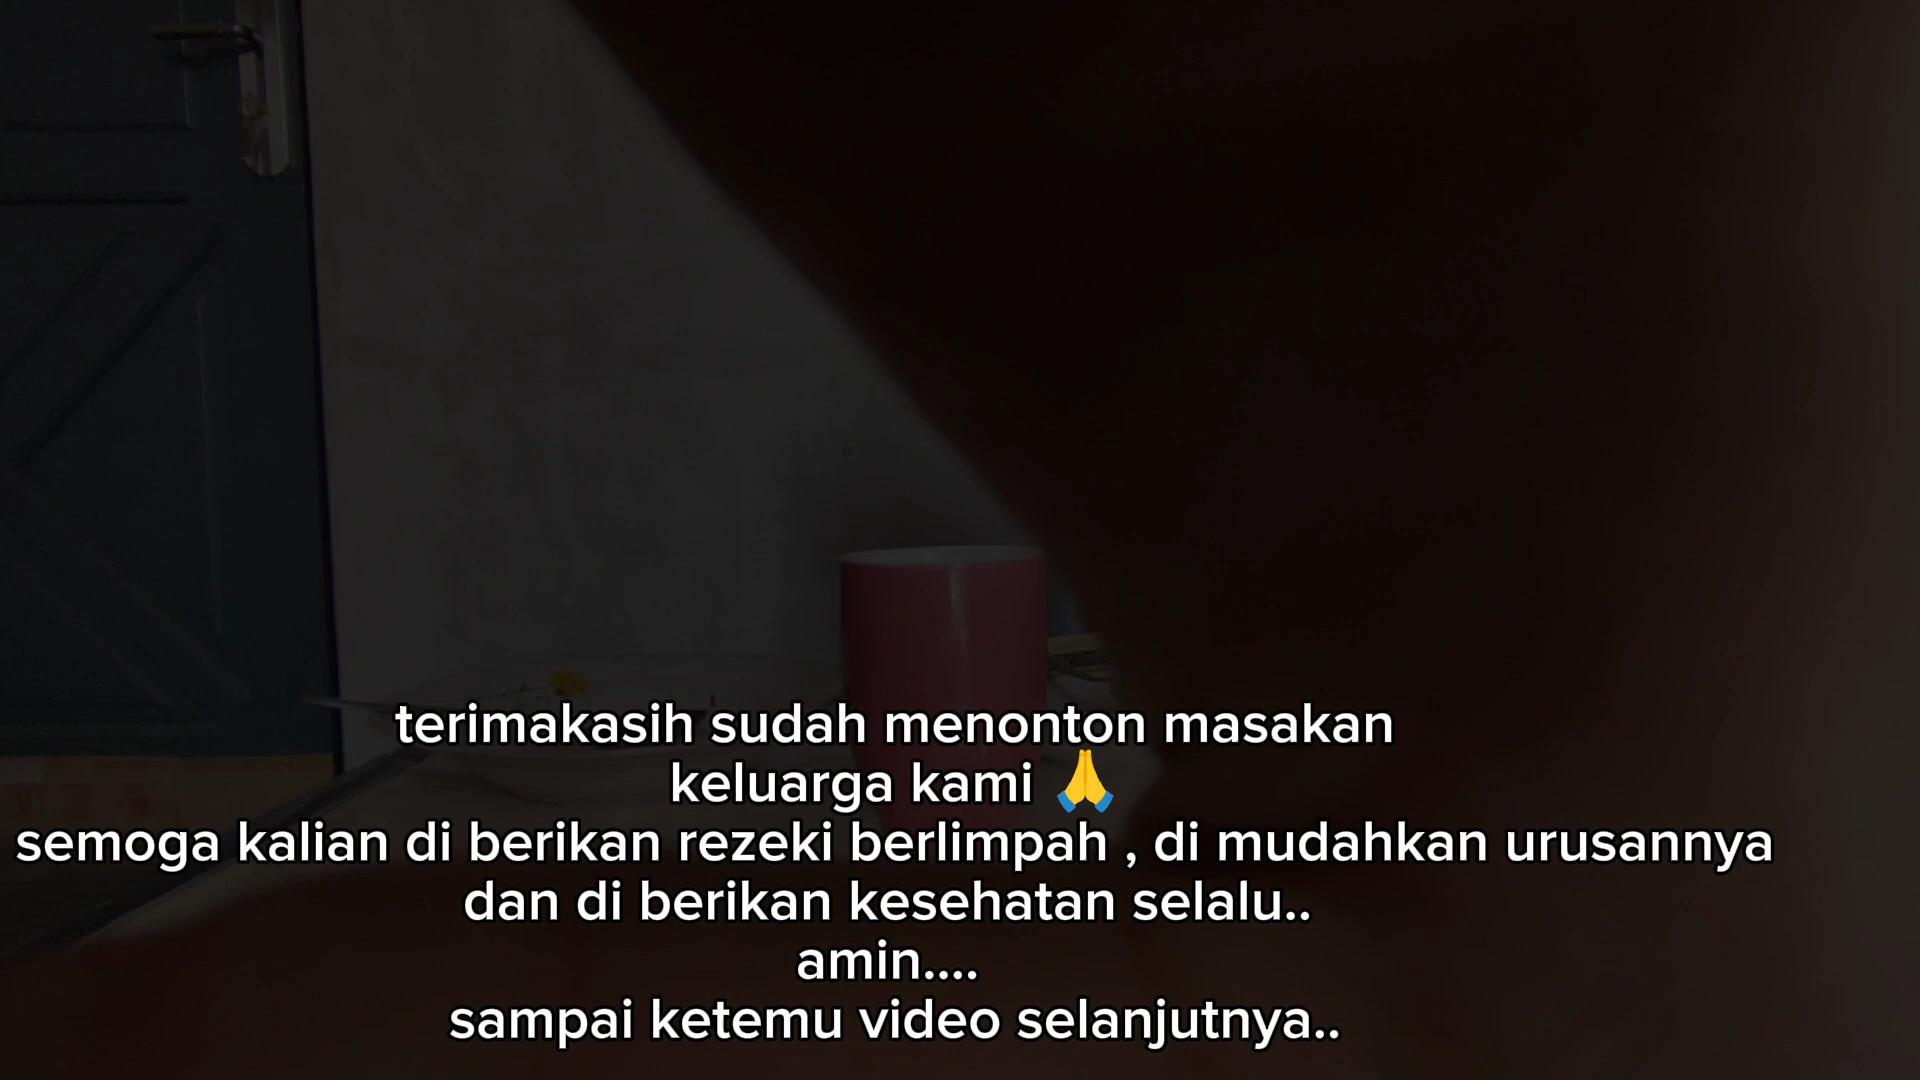 terimakasih sudah menonton masakan
keluarga kami 🙏
semoga kalian di berikan rezeki berlimpah , di mudahkan urusannya
dan di berikan kesehatan selalu..
amin....
sampai ketemu video selanjutnya..